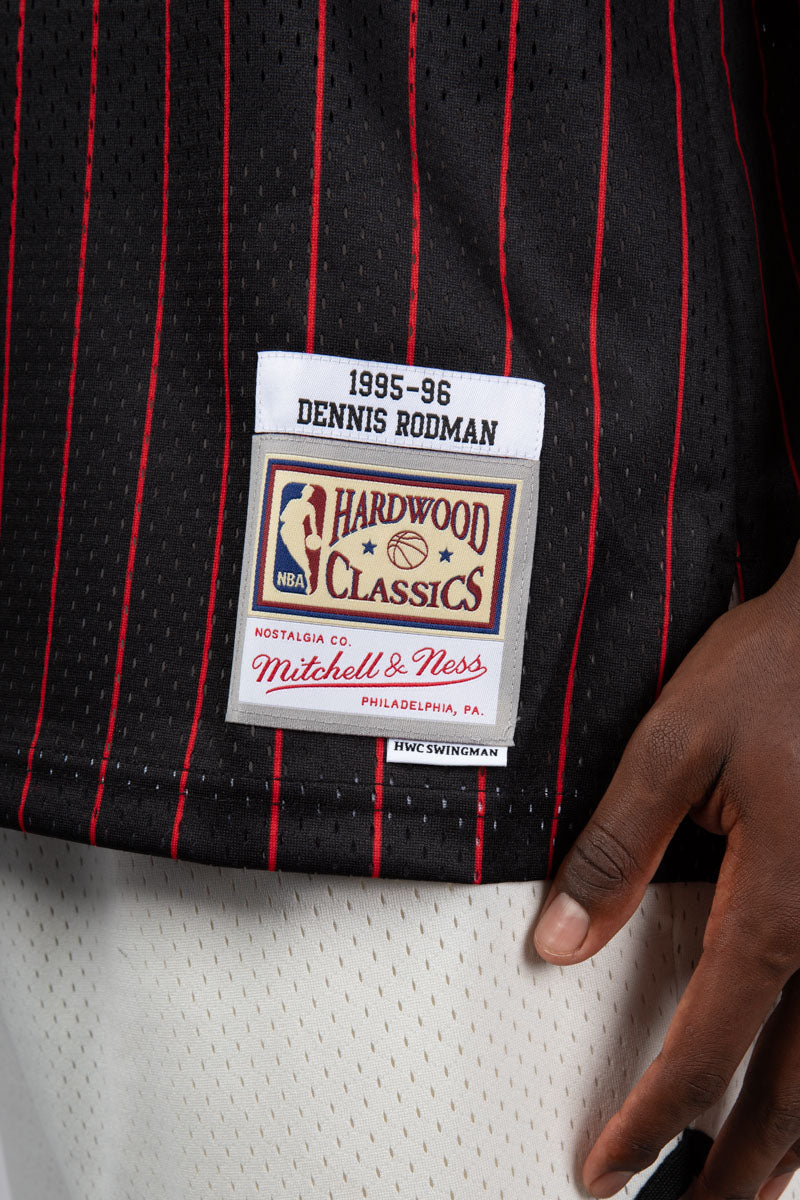 1995-96
DENNIS RODMAN
HARDWOOD
CLASSICS
NBA
NOSTALGIA CO.
Mitchell & Ness
PHILADELPHIA, PA.
HWC SWINGMAN